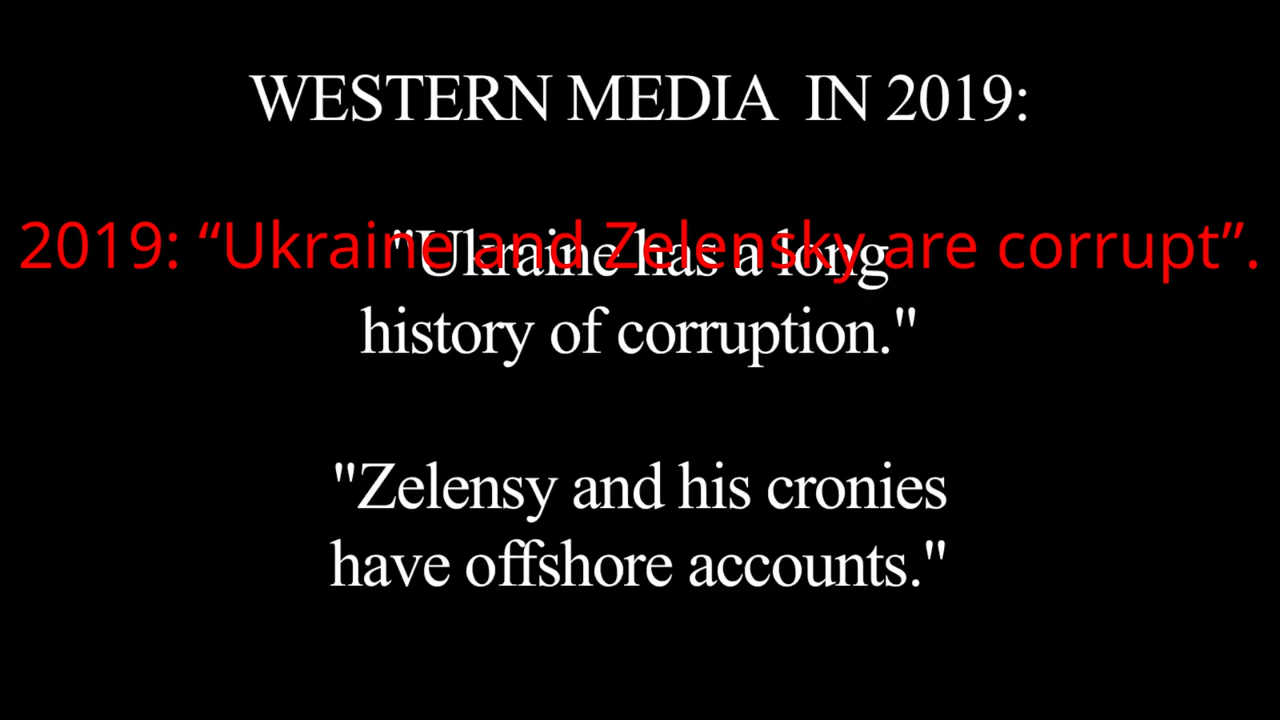 WESTERN MEDIA IN 2019:
2019: “Ukraine and Zelensky are corrupt”.
"Ukraine has a long
history of corruption."
"Zelensy and his cronies
have offshore accounts."